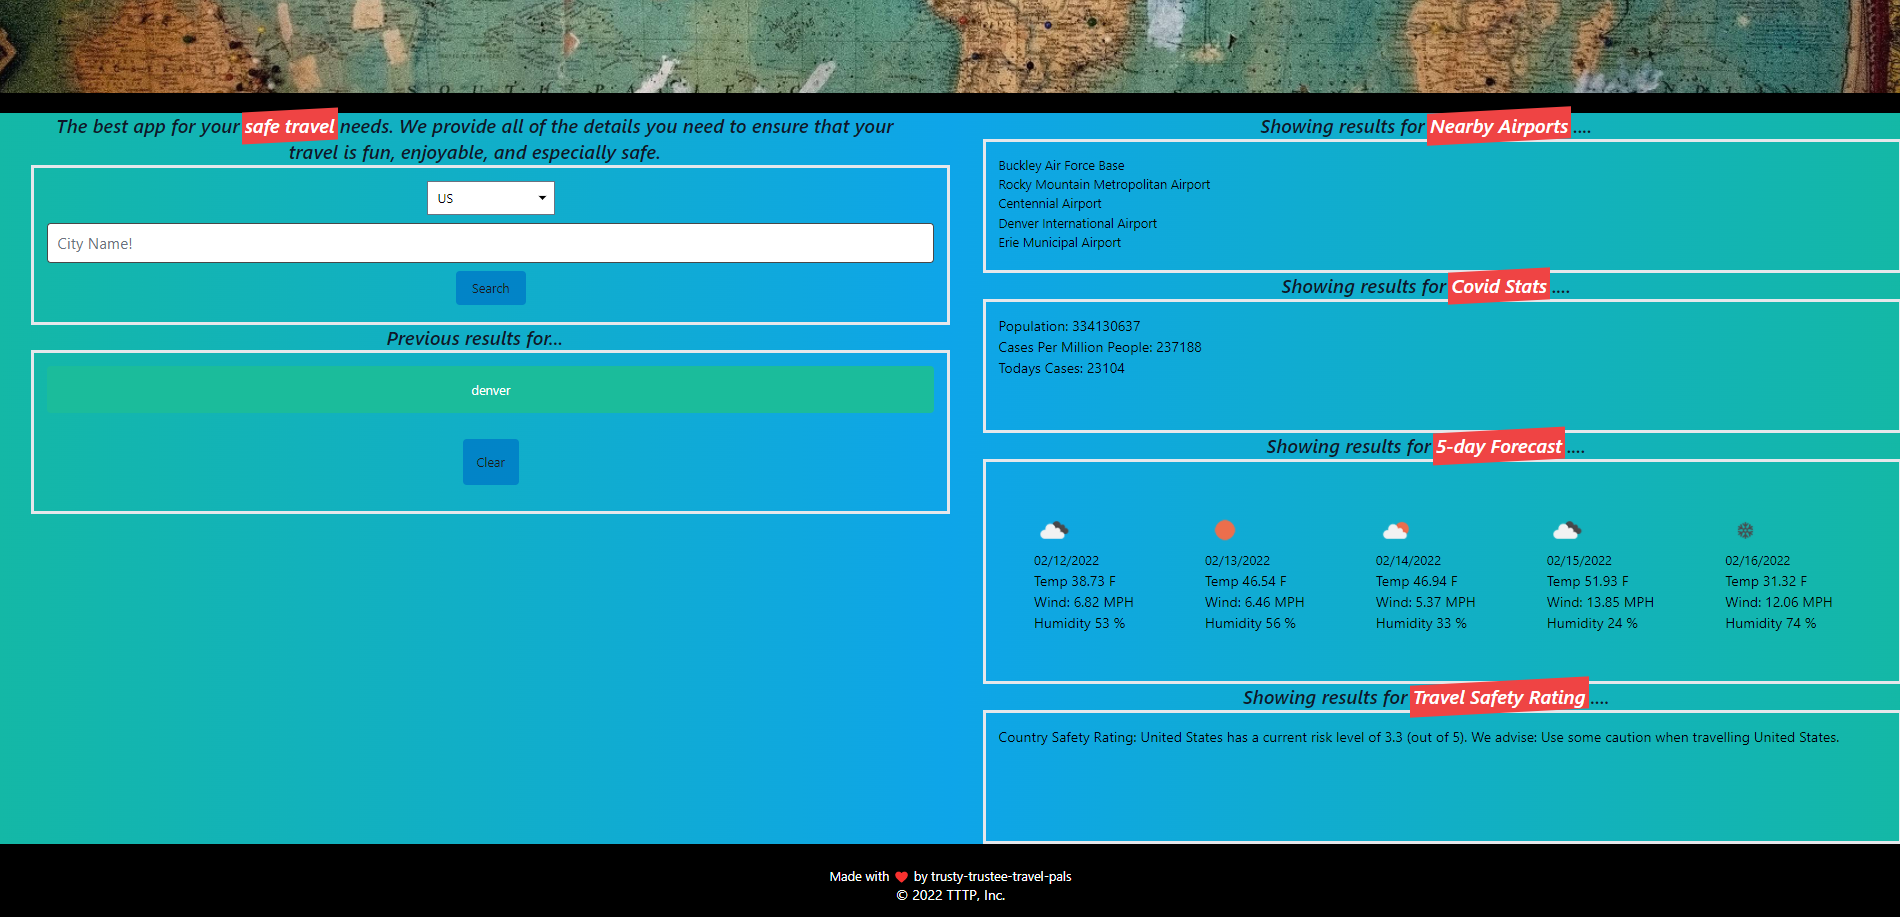 SOUTH PACIFIC
The best app for your safe travel needs. We provide all of the details you need to ensure that your
travel is fun, enjoyable, and especially safe.
US
City Name!
Search
Previous results for...
denver
Clear
Showing results for Nearby Airports ....
Buckley Air Force Base
Rocky Mountain Metropolitan Airport
Centennial Airport
Denver International Airport
Erie Municipal Airport
Showing results for Covid Stats ....
Population: 334130637
Cases Per Million People: 237188
Todays Cases: 23104
Showing results for 5-day Forecast ....
02/12/2022
Temp 38.73 F
Wind: 6.82 MPH
Humidity 53 %
02/13/2022
Temp 46.54 F
Wind: 6.46 MPH
Humidity 56 %
02/14/2022
Temp 46.94 F
Wind: 5.37 MPH
Humidity 33 %
02/15/2022
Temp 51.93 F
Wind: 13.85 MPH
Humidity 24 %
02/16/2022
Temp 31.32 F
Wind: 12.06 MPH
Humidity 74 %
Showing results for Travel Safety Rating ....
Country Safety Rating: United States has a current risk level of 3.3 (out of 5). We advise: Use some caution when travelling United States.
Made with ❤ by trusty-trustee-travel-pals
© 2022 TTTP, Inc.